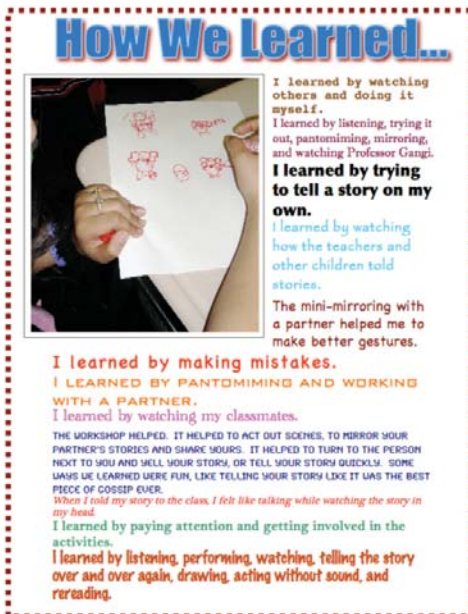 How We Learned...
I learned by watching
others and doing it
myself.
I learned by listening, trying it
out, pantomiming, mirroring,
and watching Professor Gangi.
I learned by trying
to tell a story on my
own.
I learned by watching
how the teachers and
other children told
stories.
The mini-mirroring with
a partner helped me to
make better gestures.
I learned by making mistakes.
I LEARNED BY PANTOMIMING AND WORKING
WITH A PARTNER.
I learned by watching my classmates.
THE WORKSHOP HELPED. IT HELPED TO ACT OUT SCENES, TO MIRROR YOUR
PARTNER'S STORIES AND SHARE YOURS. IT HELPED TO TURN TO THE PERSON
NEXT TO YOU AND YELL YOUR STORY, OR TELL YOUR STORY QUICKLY. SOME
WAYS WE LEARNED WERE FUN, LIKE TELLING YOUR STORY LIKE IT WAS THE BEST
PIECE OF GOSSIP EVER.
When I told my story to the class, I felt like talking while watching the story in
my head.
I learned by paying attention and getting involved in the
activities.
I learned by listening, performing, watching, telling the story
over and over again, drawing, acting without sound, and
rereading.